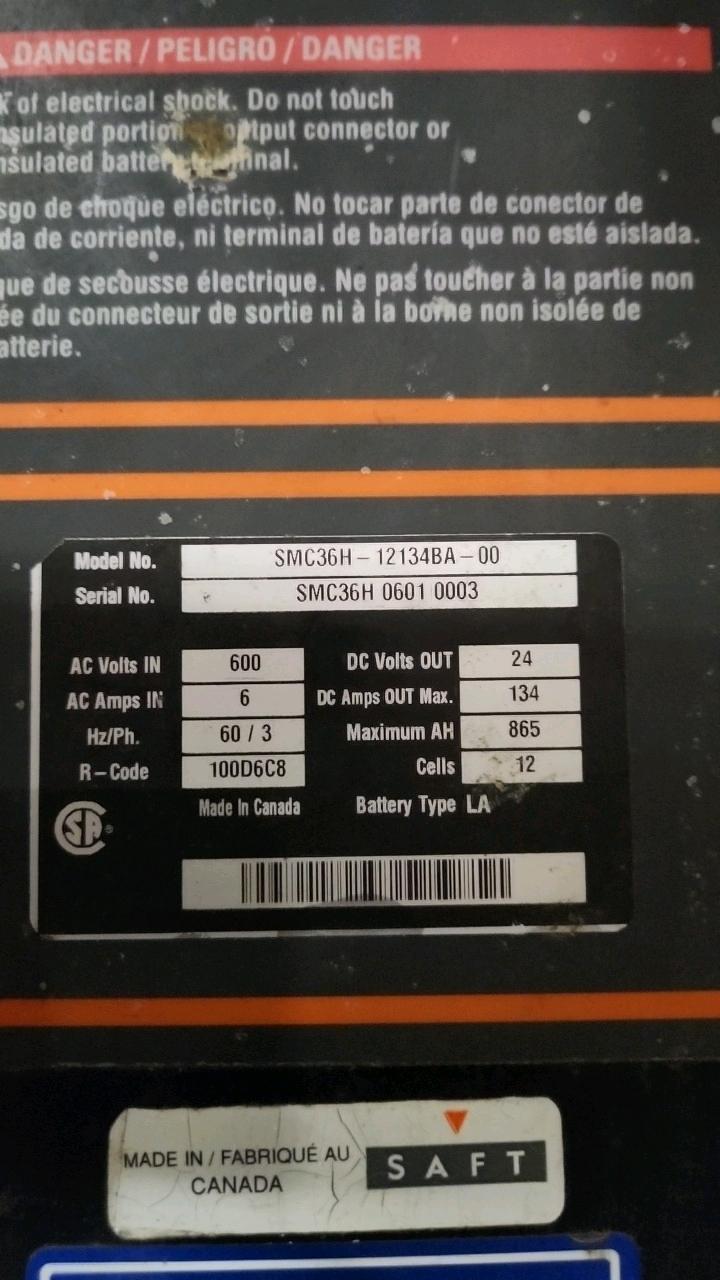 DANGER / PELIGRO / DANGER
of electrical shock. Do not touch
nsulated portion output connector or
nsulated battery terminal.
sgo de choque eléctrico. No tocar parte de conector de
da de corriente, ni terminal de batería que no esté aislada.
que de secousse électrique. Ne pas toucher à la partie non
ée du connecteur de sortie ni à la borne non isolée de
atterie.
Model No. SMC36H - 12134BA - 00
Serial No. SMC36H 0601 0003
AC Volts IN 600 DC Volts OUT 24
AC Amps IN 6 DC Amps OUT Max. 134
Hz/Ph. 60 / 3 Maximum AH 865
R-Code 100D6C8 Cells 12
Made In Canada Battery Type LA
SA
MADE IN / FABRIQUÉ AU
CANADA
SAFT